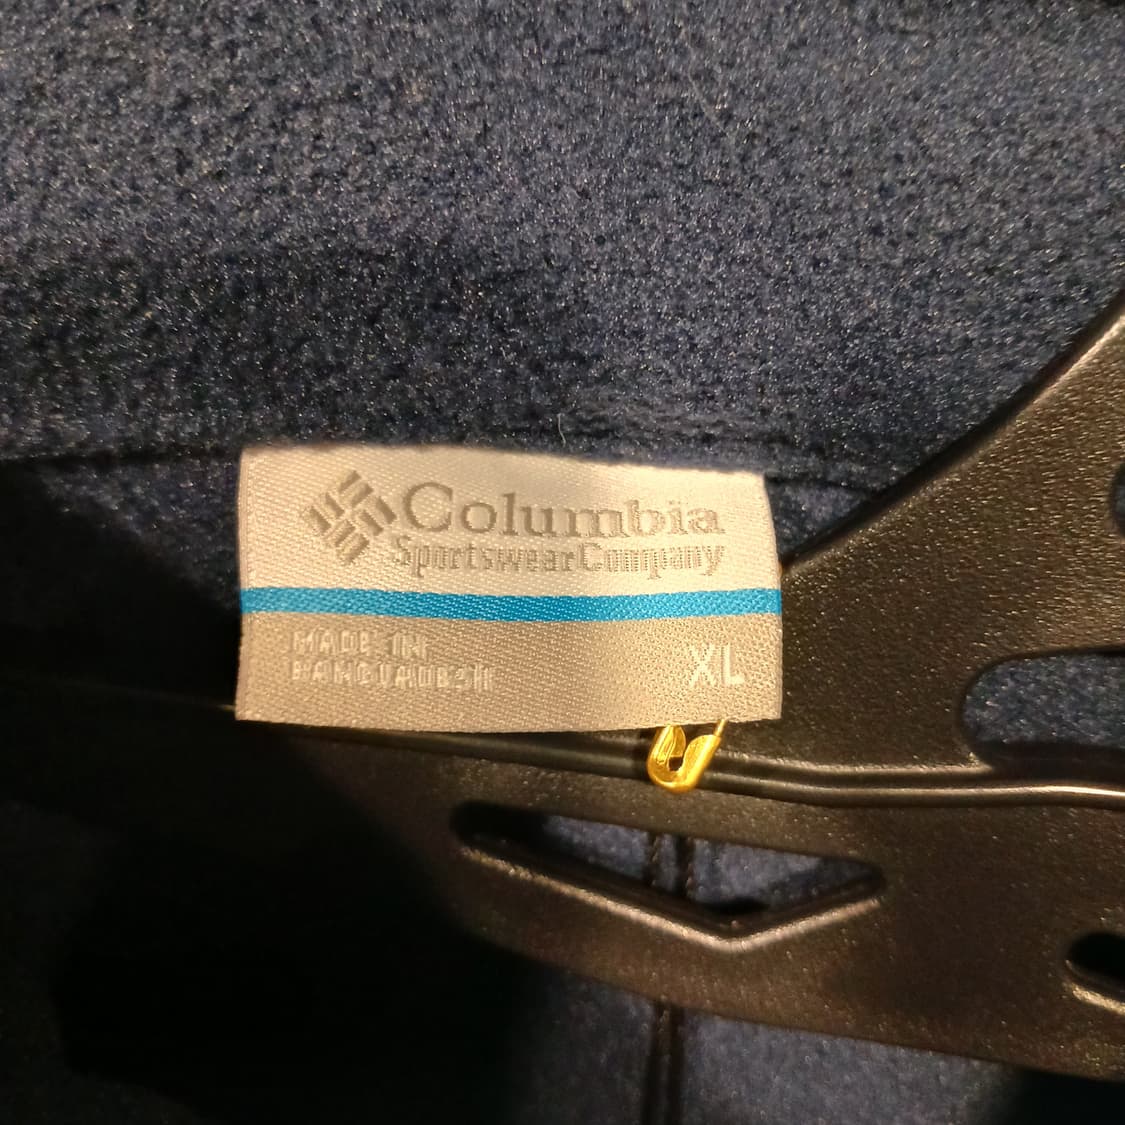 Columbia
Sportswear Company
MADE IN
BANGLADESH
XL